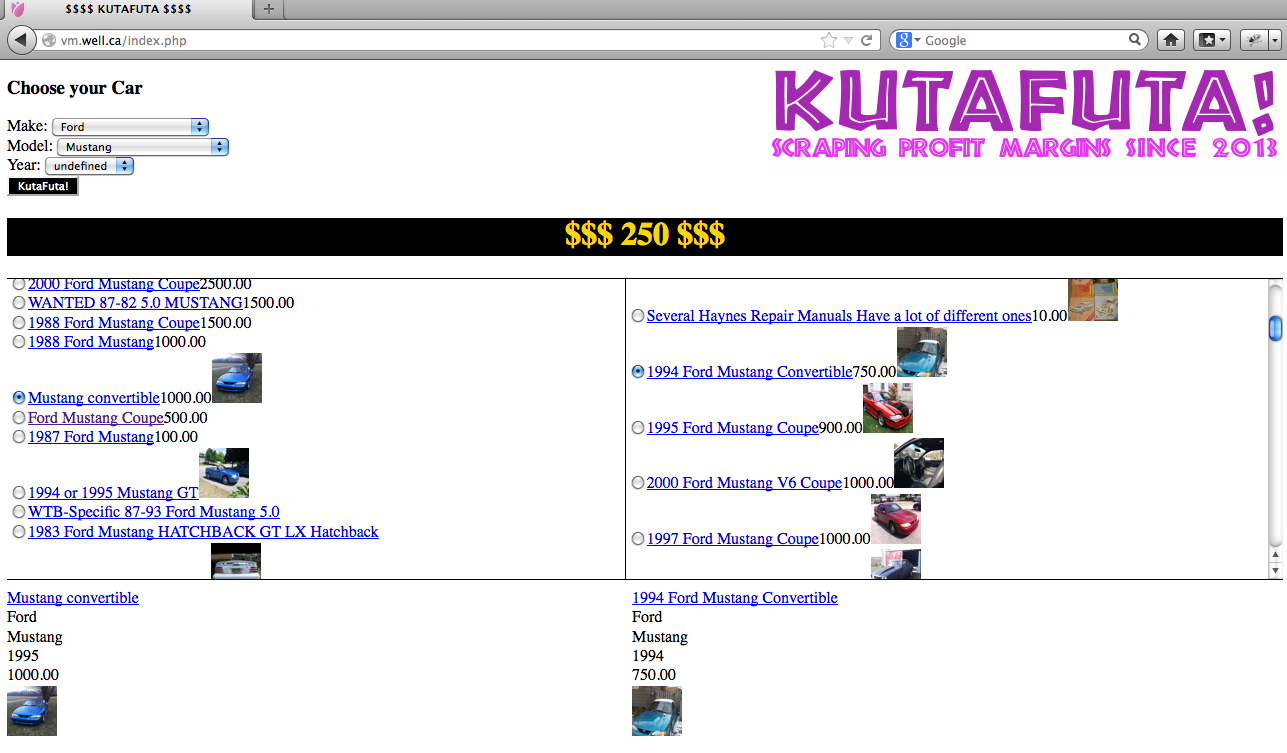 $$$$ KUTAFUTA $$$$
vm.well.ca/index.php
Google
Choose your Car
Make: Ford
Model: Mustang
Year: undefined
KutaFuta!
KUTAFUTA!
SCRAPING PROFIT MARGINS SINCE 2013
$$$ 250 $$$
2000 Ford Mustang Coupe2500.00
WANTED 87-82 5.0 MUSTANG1500.00
1988 Ford Mustang Coupe1500.00
1988 Ford Mustang1000.00
Mustang convertible1000.00
Ford Mustang Coupe500.00
1987 Ford Mustang100.00
1994 or 1995 Mustang GT
WTB-Specific 87-93 Ford Mustang 5.0
1983 Ford Mustang HATCHBACK GT LX Hatchback
Several Haynes Repair Manuals Have a lot of different ones10.00
1994 Ford Mustang Convertible750.00
1995 Ford Mustang Coupe900.00
2000 Ford Mustang V6 Coupe1000.00
1997 Ford Mustang Coupe1000.00
Mustang convertible
Ford
Mustang
1995
1000.00
1994 Ford Mustang Convertible
Ford
Mustang
1994
750.00